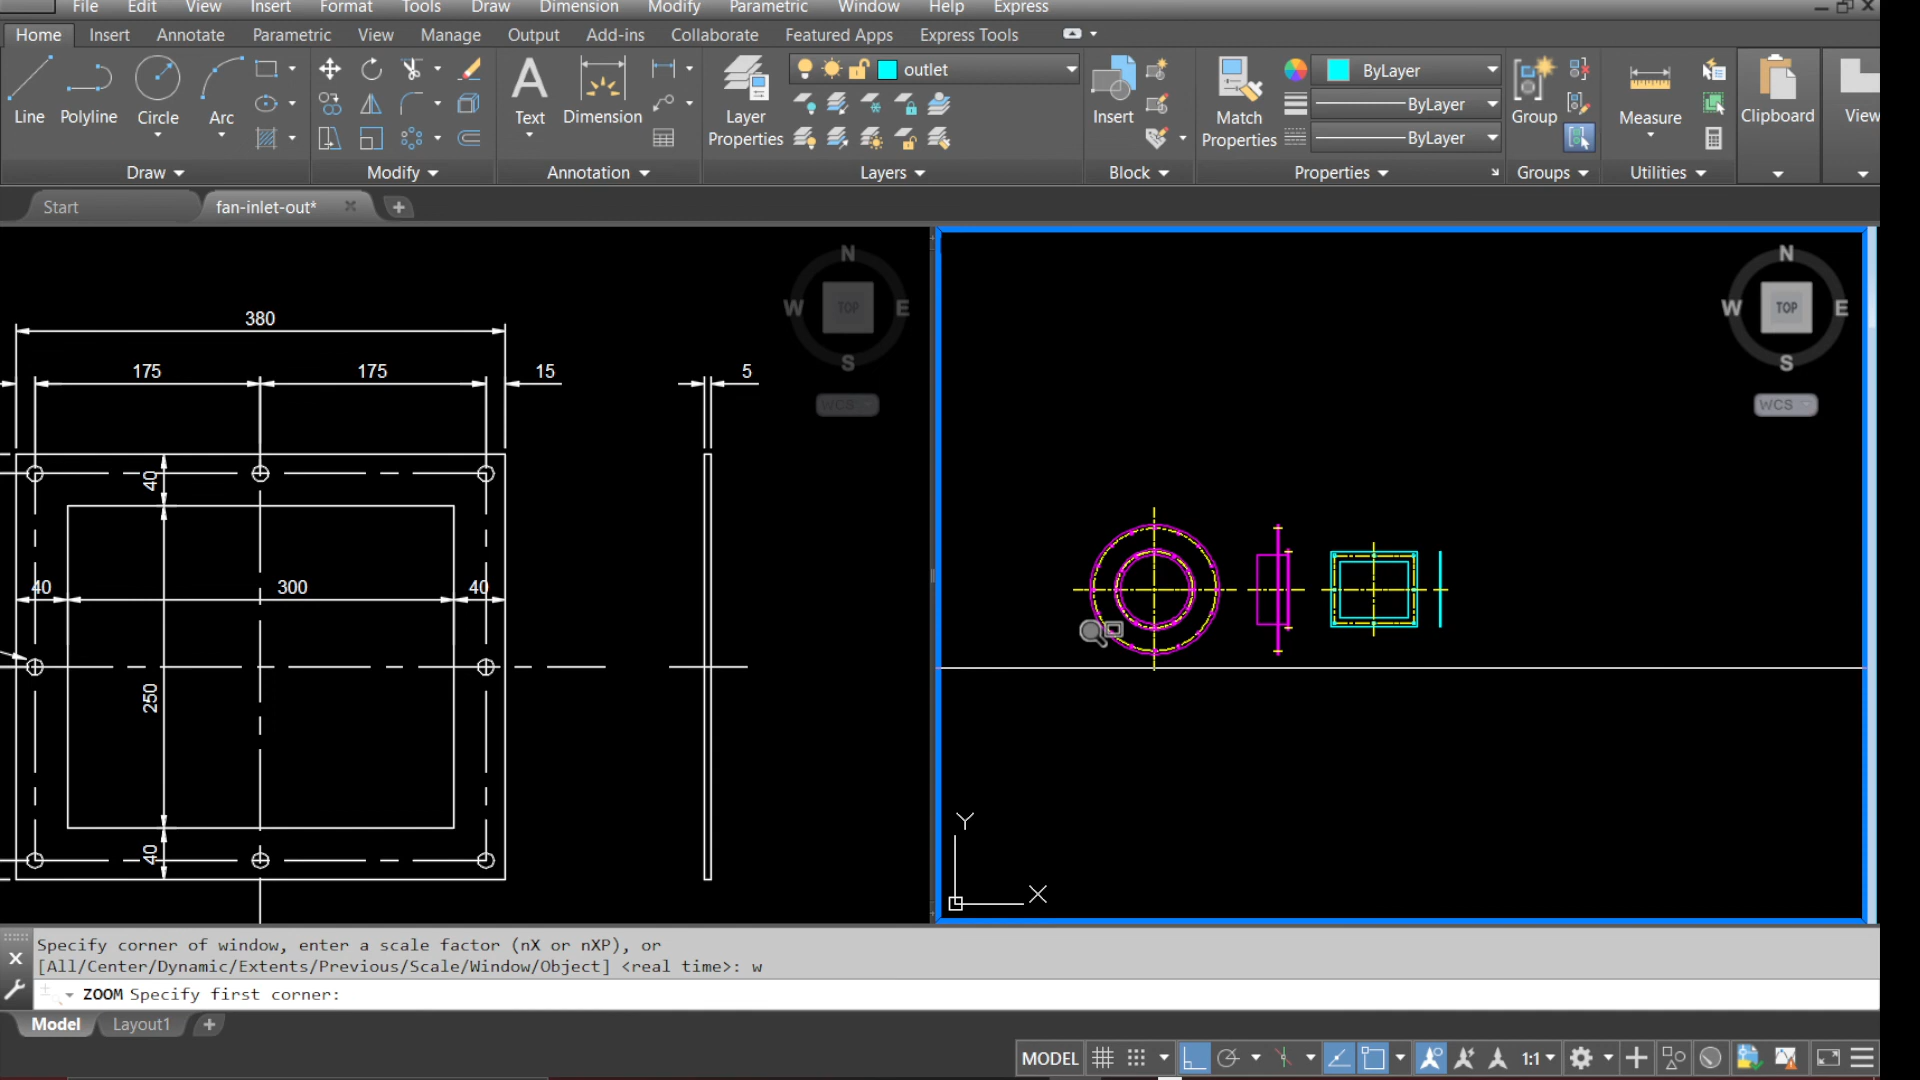 File Edit View Insert Format Tools Draw Dimension Modify Parametric Window Help Express
Home Insert Annotate Parametric View Manage Output Add-ins Collaborate Featured Apps Express Tools
Line Polyline Circle Arc
Text Dimension
Layer Properties
outlet
Insert
Match Properties
ByLayer
ByLayer
ByLayer
Group
Measure
Clipboard
View
Draw Modify Annotation Layers Block Properties Groups Utilities
Start fan-inlet-out*
N
W TOP E
S
WCS
N
W TOP E
S
WCS
380
175 175 15 5
40
40 300 40
250
40
Y
X
Specify corner of window, enter a scale factor (nX or nXP), or
[All/Center/Dynamic/Extents/Previous/Scale/Window/Object] <real time>: w
ZOOM Specify first corner:
Model Layout1
MODEL 1:1